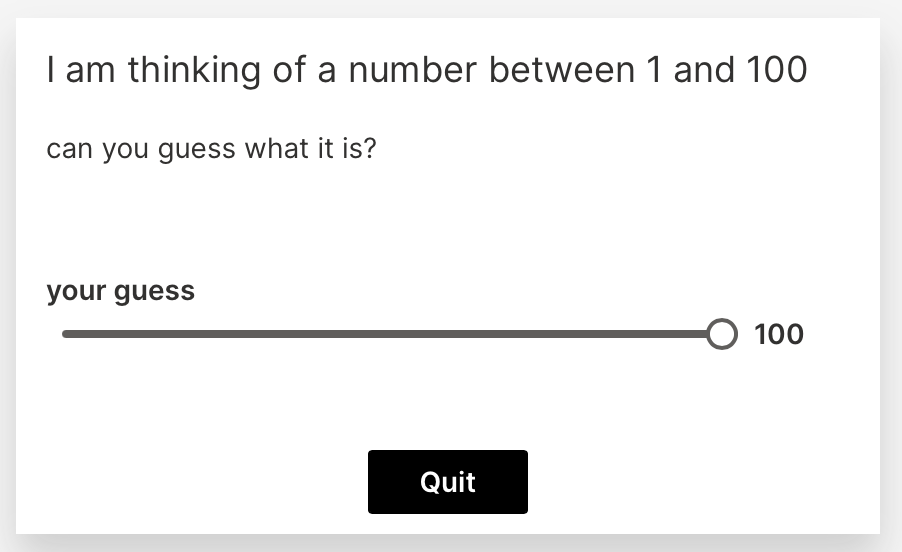 I am thinking of a number between 1 and 100
can you guess what it is?
your guess
100
Quit